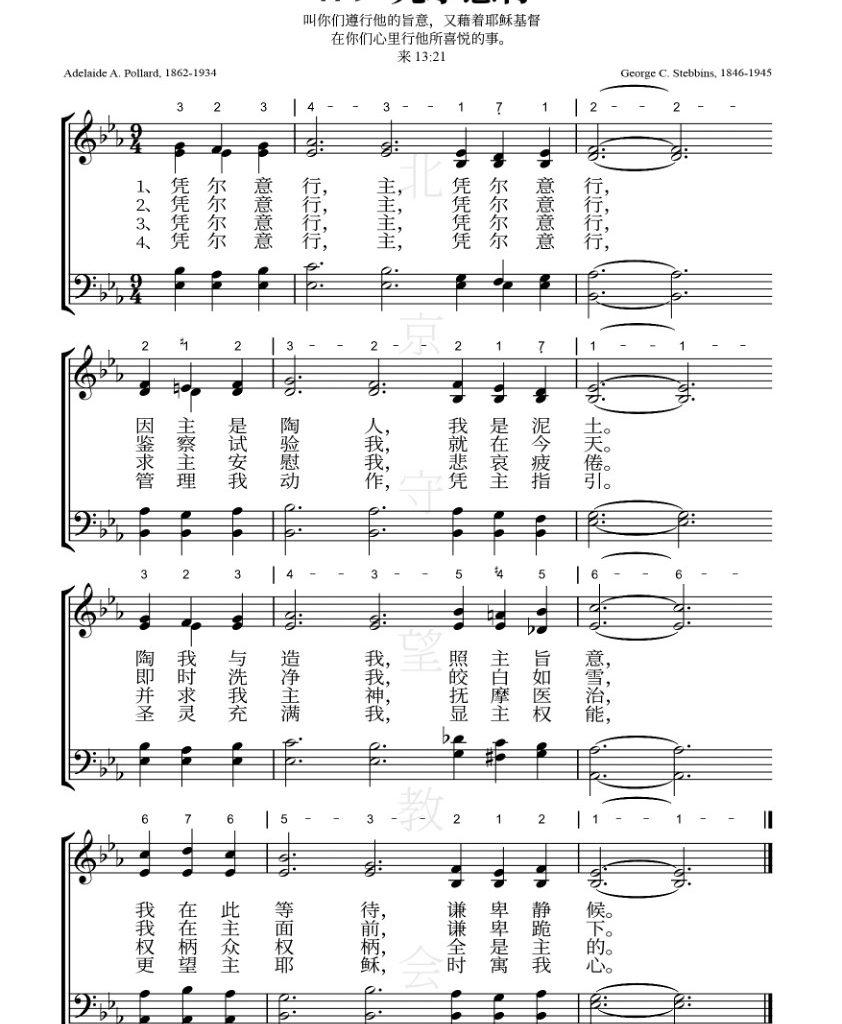 叫你们遵行他的旨意，又藉着耶稣基督
在你们心里行他所喜悦的事。
来 13:21
Adelaide A. Pollard, 1862-1934 George C. Stebbins, 1846-1945
3 2 3 | 4 - - 3 - - 1 7 1 | 2 - - 2 - -
1、凭 尔 意 行， 主， 凭 尔 意 行，
2、凭 尔 意 行， 主， 凭 尔 意 行，
3、凭 尔 意 行， 主， 凭 尔 意 行，
4、凭 尔 意 行， 主， 凭 尔 意 行，
2 ♯1 2 | 3 - - 2 - - 2 1 7 | 1 - - 1 - -
因 主 是 陶 人， 我 是 泥 土。
鉴 察 试 验 我， 就 在 今 天。
求 主 安 慰 我， 悲 哀 疲 倦。
管 理 我 动 作， 凭 主 指 引。
3 2 3 | 4 - - 3 - - 5 ♯4 5 | 6 - - 6 - -
陶 我 与 造 我， 照 主 旨 意，
即 时 洗 净 我， 皎 白 如 雪，
并 求 我 主 神， 抚 摩 医 治，
圣 灵 充 满 我， 显 主 权 能，
6 7 6 | 5 - - 3 - - 2 1 2 | 1 - - 1 - -
我 在 此 等 待， 谦 卑 静 候。
我 在 主 面 前， 谦 卑 跪 下。
权 柄 众 权 柄， 全 是 主 的。
更 望 主 耶 稣， 时 寓 我 心。
北京守望教会